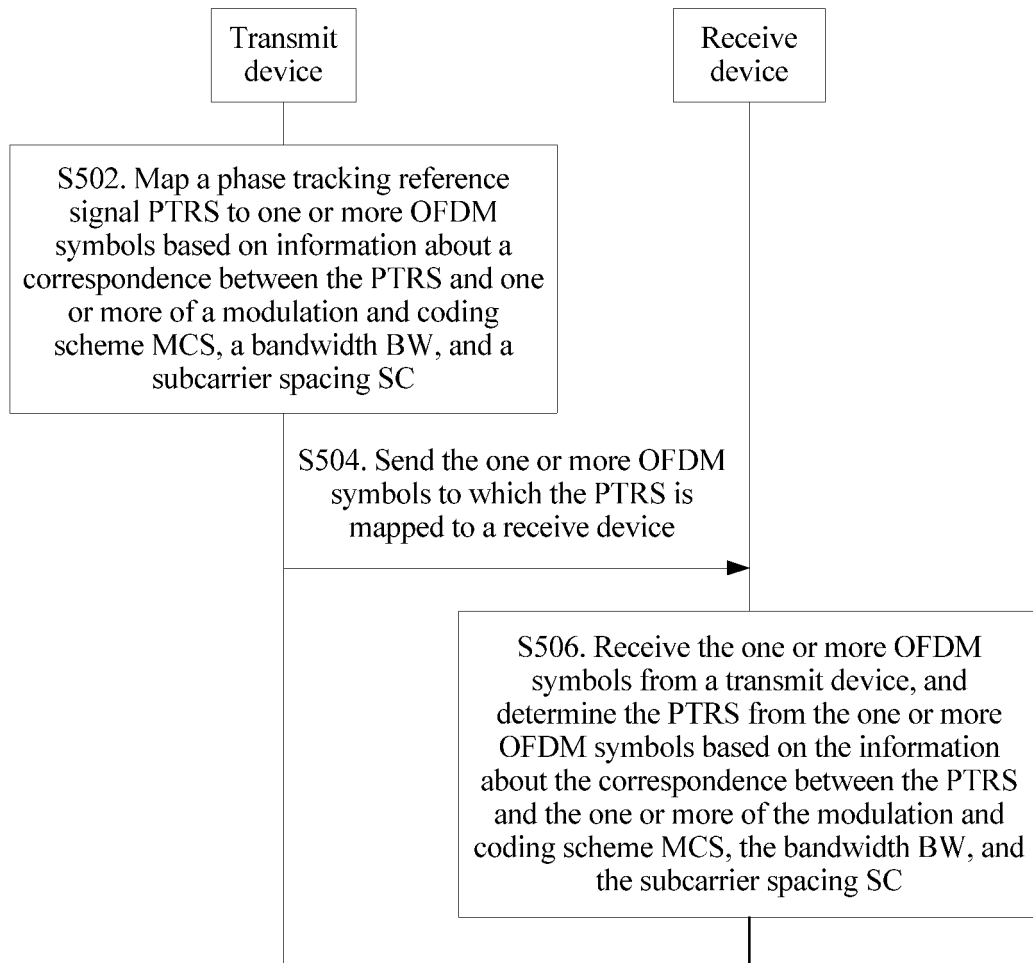 Transmit
device
Receive
device
S502. Map a phase tracking reference
signal PTRS to one or more OFDM
symbols based on information about a
correspondence between the PTRS and one
or more of a modulation and coding
scheme MCS, a bandwidth BW, and a
subcarrier spacing SC
S504. Send the one or more OFDM
symbols to which the PTRS is
mapped to a receive device
S506. Receive the one or more OFDM
symbols from a transmit device, and
determine the PTRS from the one or more
OFDM symbols based on the information
about the correspondence between the PTRS
and the one or more of the modulation and
coding scheme MCS, the bandwidth BW, and
the subcarrier spacing SC